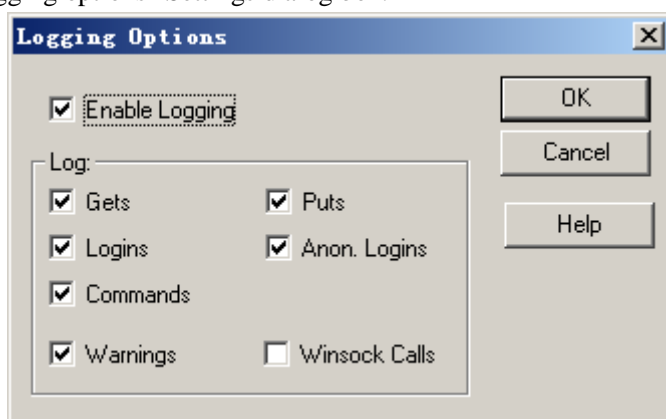 Logging Options
Enable Logging
OK
Cancel
Help
Log:
Gets
Puts
Logins
Anon. Logins
Commands
Warnings
Winsock Calls